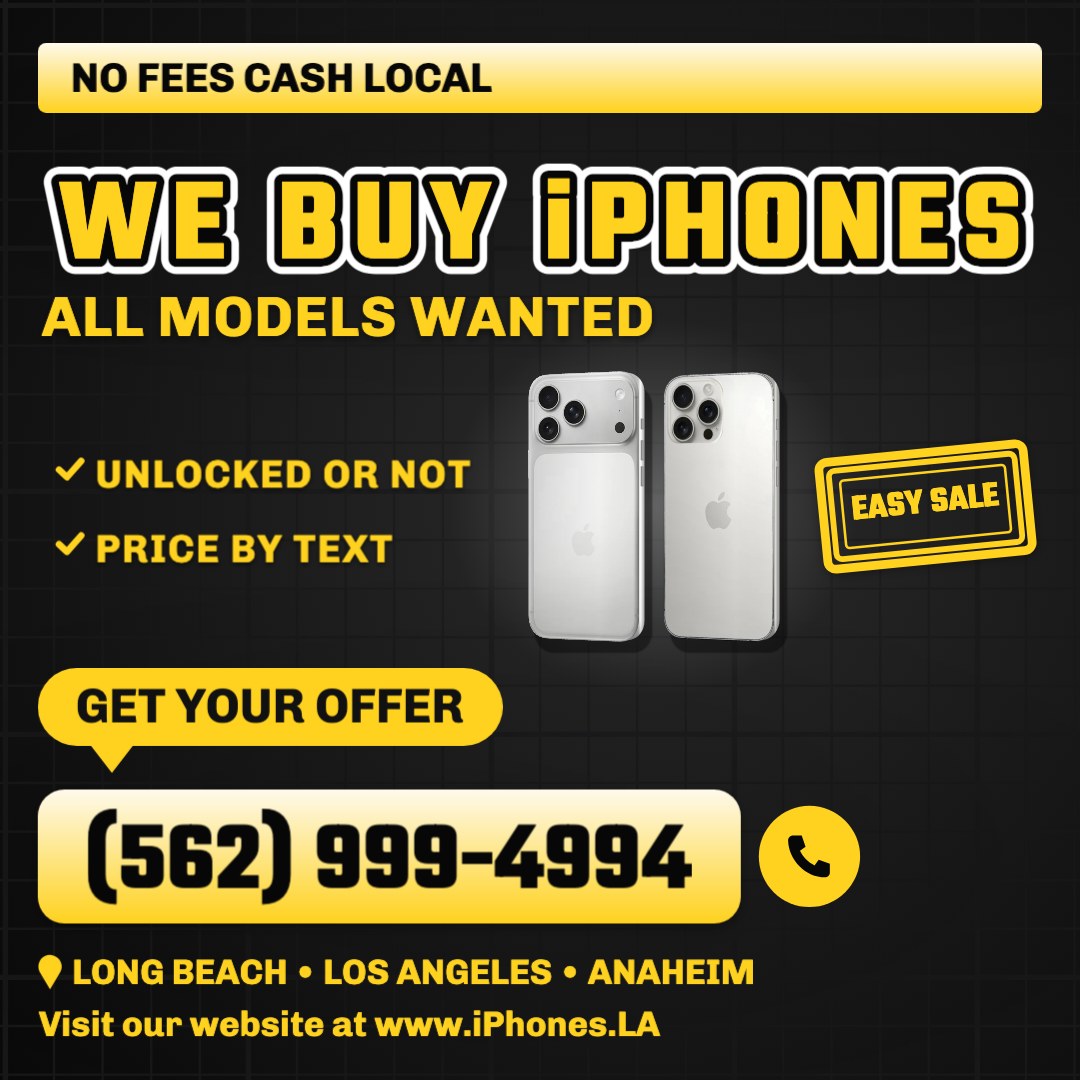 NO FEES CASH LOCAL
WE BUY iPHONES
ALL MODELS WANTED
UNLOCKED OR NOT
PRICE BY TEXT
EASY SALE
GET YOUR OFFER
(562) 999-4994
LONG BEACH • LOS ANGELES • ANAHEIM
Visit our website at www.iPhones.LA